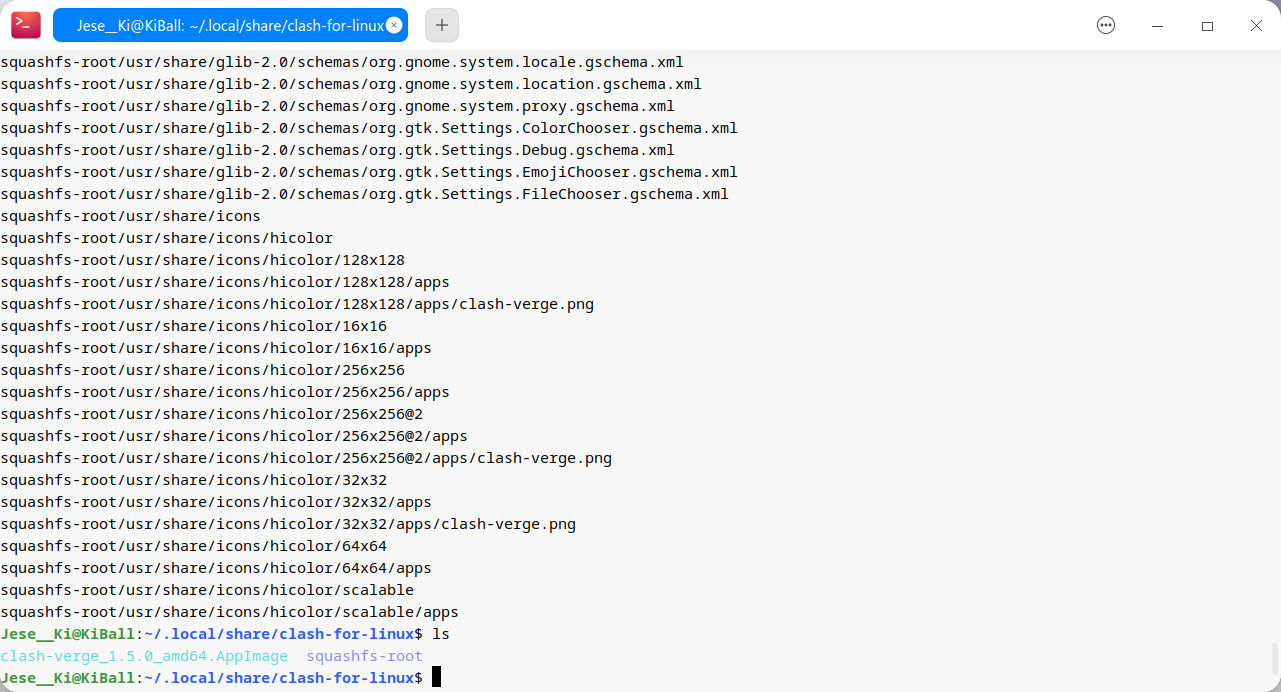 Jese__Ki@KiBall: ~/.local/share/clash-for-linux
squashfs-root/usr/share/glib-2.0/schemas/org.gnome.system.locale.gschema.xml
squashfs-root/usr/share/glib-2.0/schemas/org.gnome.system.location.gschema.xml
squashfs-root/usr/share/glib-2.0/schemas/org.gnome.system.proxy.gschema.xml
squashfs-root/usr/share/glib-2.0/schemas/org.gtk.Settings.ColorChooser.gschema.xml
squashfs-root/usr/share/glib-2.0/schemas/org.gtk.Settings.Debug.gschema.xml
squashfs-root/usr/share/glib-2.0/schemas/org.gtk.Settings.EmojiChooser.gschema.xml
squashfs-root/usr/share/glib-2.0/schemas/org.gtk.Settings.FileChooser.gschema.xml
squashfs-root/usr/share/icons
squashfs-root/usr/share/icons/hicolor
squashfs-root/usr/share/icons/hicolor/128x128
squashfs-root/usr/share/icons/hicolor/128x128/apps
squashfs-root/usr/share/icons/hicolor/128x128/apps/clash-verge.png
squashfs-root/usr/share/icons/hicolor/16x16
squashfs-root/usr/share/icons/hicolor/16x16/apps
squashfs-root/usr/share/icons/hicolor/256x256
squashfs-root/usr/share/icons/hicolor/256x256/apps
squashfs-root/usr/share/icons/hicolor/256x256@2
squashfs-root/usr/share/icons/hicolor/256x256@2/apps
squashfs-root/usr/share/icons/hicolor/256x256@2/apps/clash-verge.png
squashfs-root/usr/share/icons/hicolor/32x32
squashfs-root/usr/share/icons/hicolor/32x32/apps
squashfs-root/usr/share/icons/hicolor/32x32/apps/clash-verge.png
squashfs-root/usr/share/icons/hicolor/64x64
squashfs-root/usr/share/icons/hicolor/64x64/apps
squashfs-root/usr/share/icons/hicolor/scalable
squashfs-root/usr/share/icons/hicolor/scalable/apps
Jese__Ki@KiBall:~/.local/share/clash-for-linux$ ls
clash-verge_1.5.0_amd64.AppImage  squashfs-root
Jese__Ki@KiBall:~/.local/share/clash-for-linux$